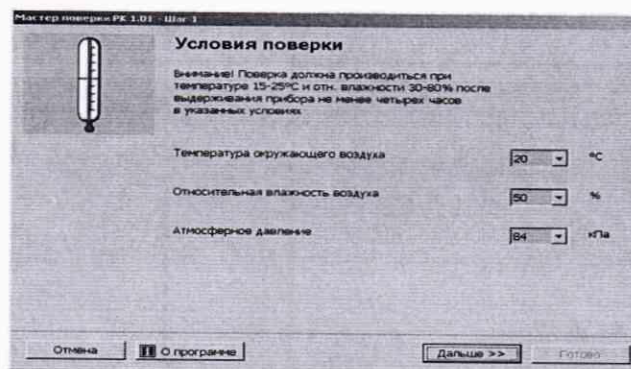 Мастер поверки РК 1.01 - Шаг 1
Условия поверки
Внимание! Поверка должна производиться при
температуре 15-25°C и отн. влажности 30-80% после
выдерживания прибора не менее четырех часов
в указанных условиях
Температура окружающего воздуха 20 °C
Относительная влажность воздуха 50 %
Атмосферное давление 84 кПа
Отмена О программе Дальше >> Готово